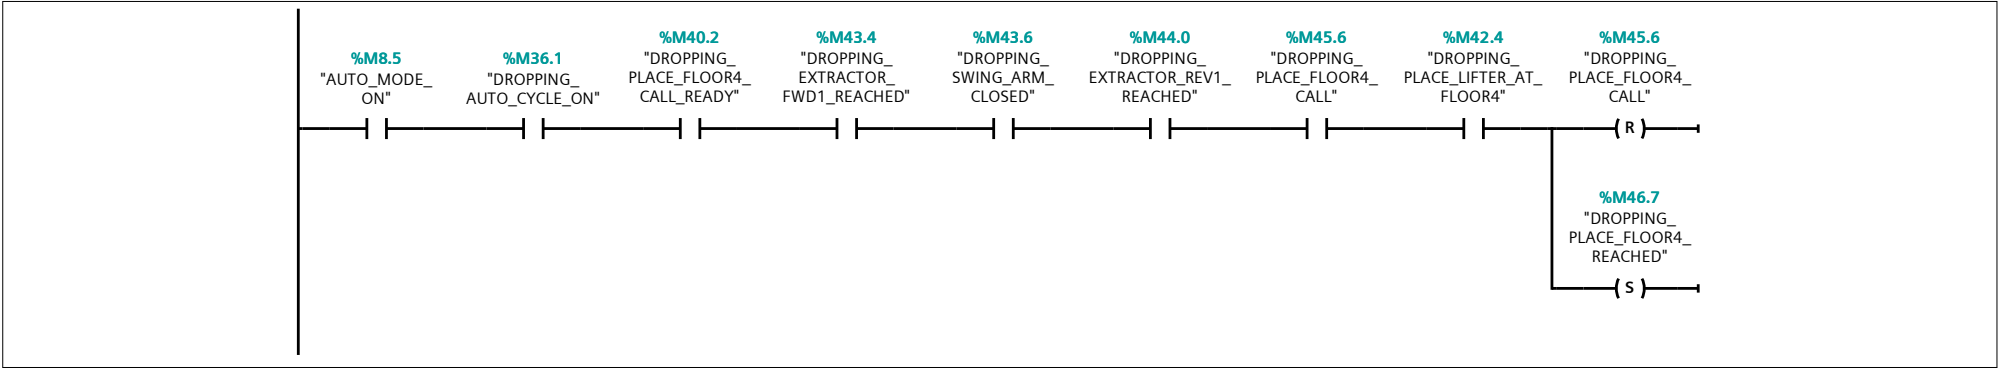 %M8.5
"AUTO_MODE_
ON"
%M36.1
"DROPPING_
AUTO_CYCLE_ON"
%M40.2
"DROPPING_
PLACE_FLOOR4_
CALL_READY"
%M43.4
"DROPPING_
EXTRACTOR_
FWD1_REACHED"
%M43.6
"DROPPING_
SWING_ARM_
CLOSED"
%M44.0
"DROPPING_
EXTRACTOR_REV1_
REACHED"
%M45.6
"DROPPING_
PLACE_FLOOR4_
CALL"
%M42.4
"DROPPING_
PLACE_LIFTER_AT_
FLOOR4"
%M45.6
"DROPPING_
PLACE_FLOOR4_
CALL"
R
%M46.7
"DROPPING_
PLACE_FLOOR4_
REACHED"
S